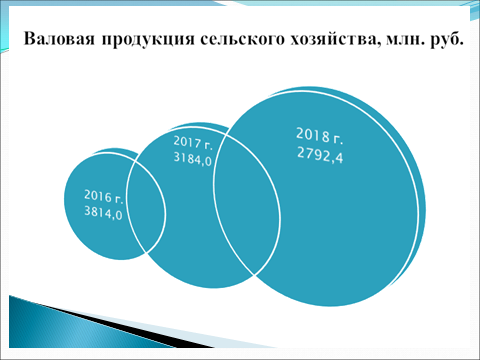 Валовая продукция сельского хозяйства, млн. руб.
2016 г.
3814,0
2017 г.
3184,0
2018 г.
2792,4